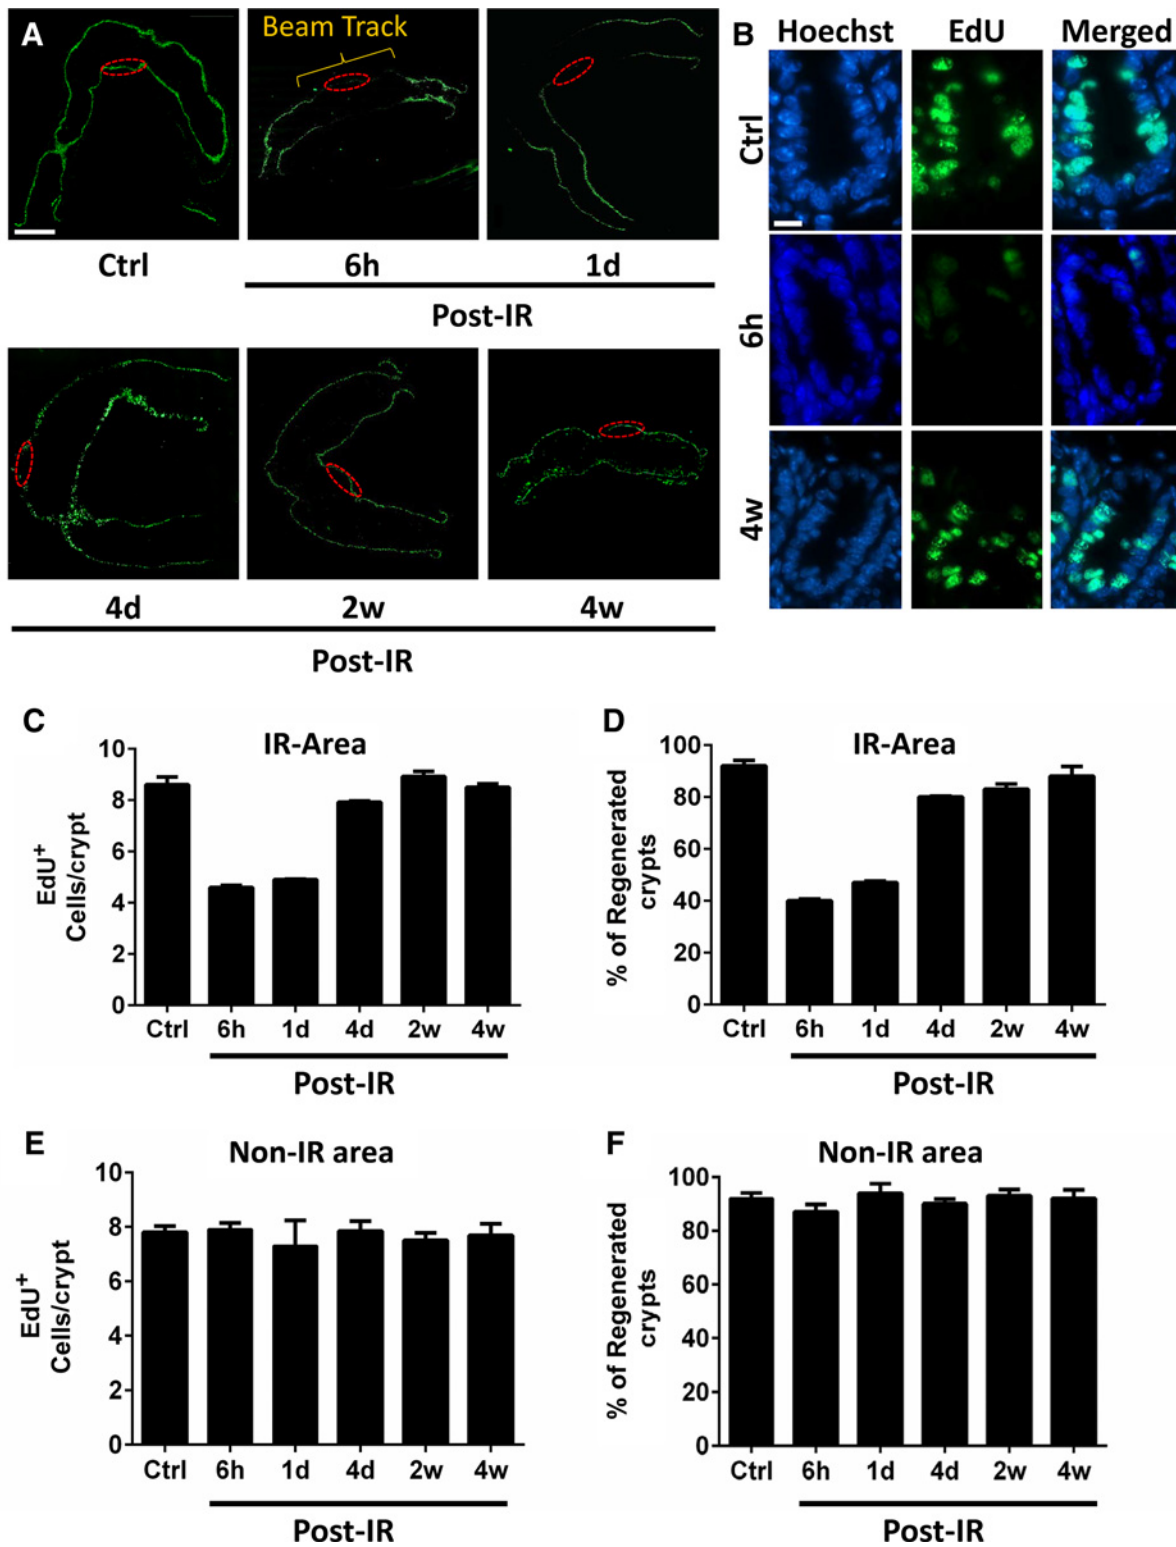 A
Beam Track
Ctrl
6h
1d
Post-IR
4d
2w
4w
Post-IR
B
Hoechst
EdU
Merged
Ctrl
6h
4w
C
IR-Area
EdU+
Cells/crypt
10
8
6
4
2
0
Ctrl
6h
1d
4d
2w
4w
Post-IR
D
IR-Area
% of Regenerated
crypts
100
80
60
40
20
0
Ctrl
6h
1d
4d
2w
4w
Post-IR
E
Non-IR area
EdU+
Cells/crypt
10
8
6
4
2
0
Ctrl
6h
1d
4d
2w
4w
Post-IR
F
Non-IR area
% of Regenerated
crypts
100
80
60
40
20
0
Ctrl
6h
1d
4d
2w
4w
Post-IR